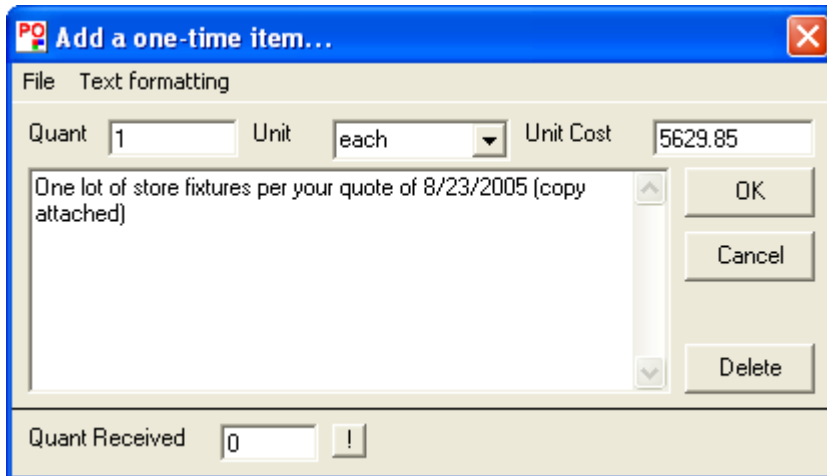 PO Add a one-time item...
File Text formatting
Quant 1 Unit each Unit Cost 5629.85
One lot of store fixtures per your quote of 8/23/2005 (copy
attached)
OK
Cancel
Delete
Quant Received 0 !